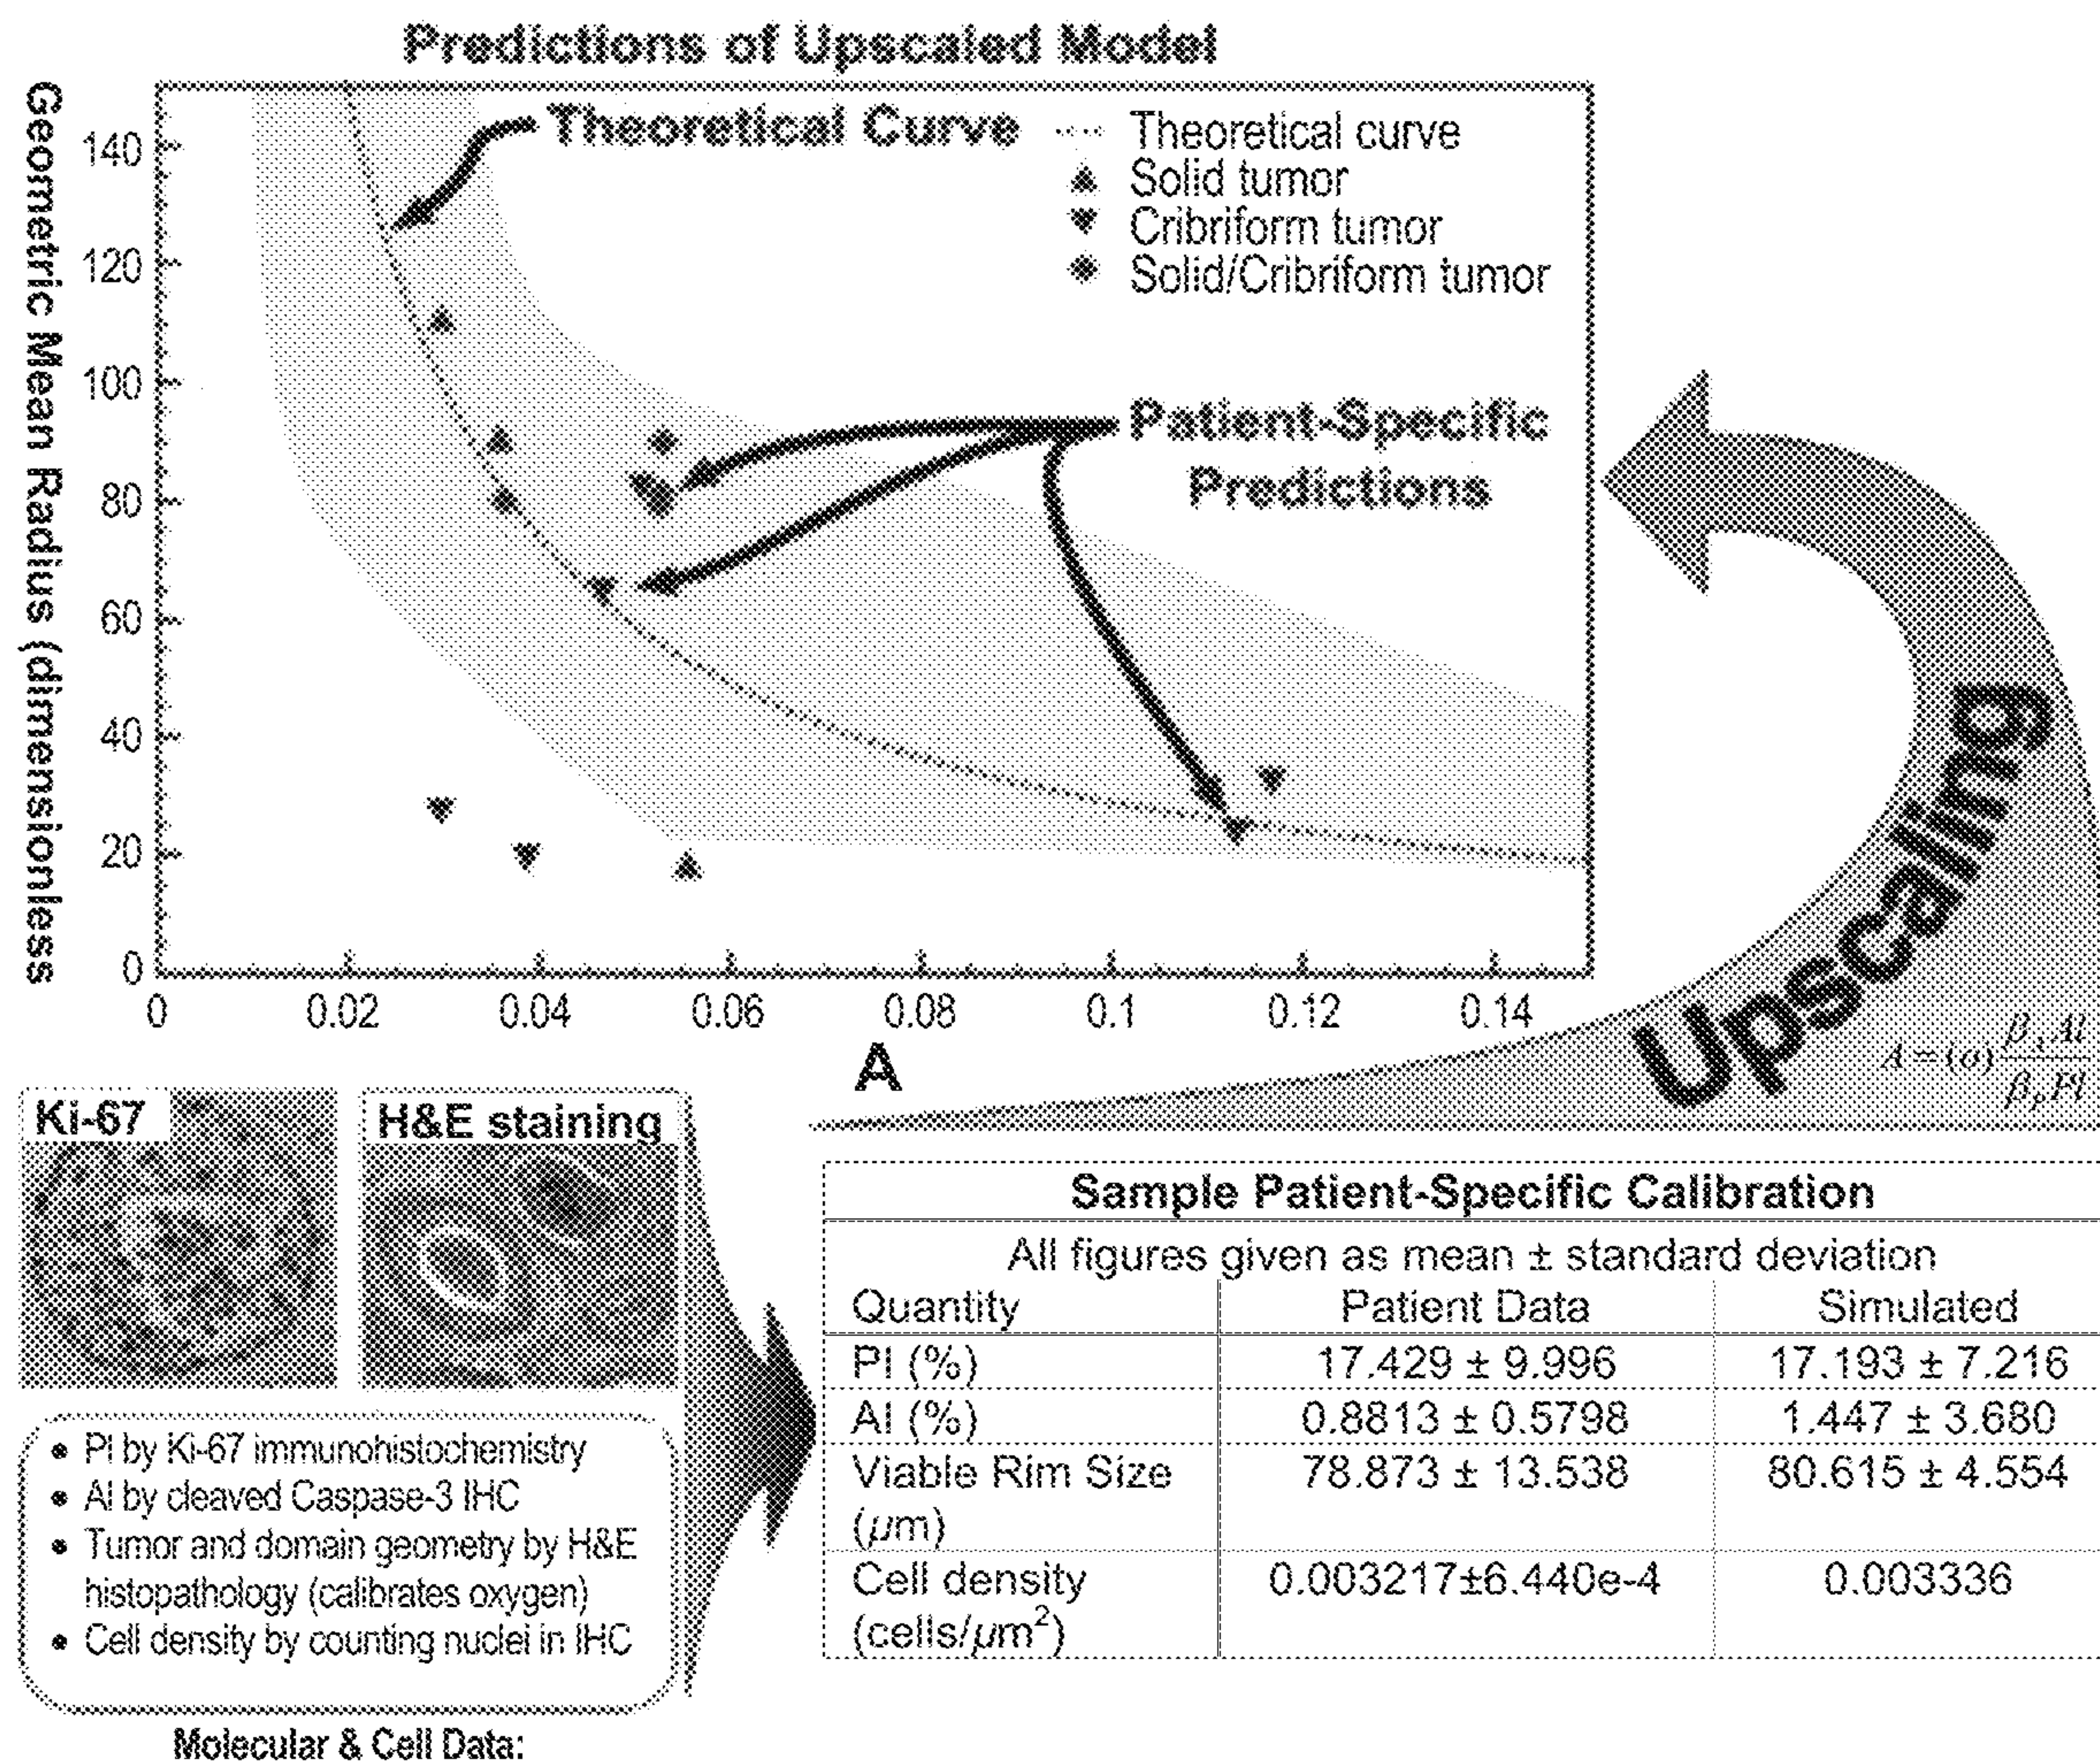 Predictions of Upscaled Model
Geometric Mean Radius (dimensionless
140
120
100
80
60
40
20
0
Theoretical Curve
Theoretical curve
Solid tumor
Cribriform tumor
Solid/Cribriform tumor
Patient-Specific
Predictions
0 0.02 0.04 0.06 0.08 0.1 0.12 0.14
A
Upscaling
Ki-67
H&E staining
• PI by Ki-67 immunohistochemistry
• AI by cleaved Caspase-3 IHC
• Tumor and domain geometry by H&E
histopathology (calibrates oxygen)
• Cell density by counting nuclei in IHC
Molecular & Cell Data:
Sample Patient-Specific Calibration
All figures given as mean ± standard deviation
Quantity Patient Data Simulated
PI (%) 17.429 ± 9.996 17.193 ± 7.216
AI (%) 0.8813 ± 0.5798 1.447 ± 3.680
Viable Rim Size 78.873 ± 13.538 80.615 ± 4.554
(μm)
Cell density 0.003217±6.440e-4 0.003336
(cells/μm²)